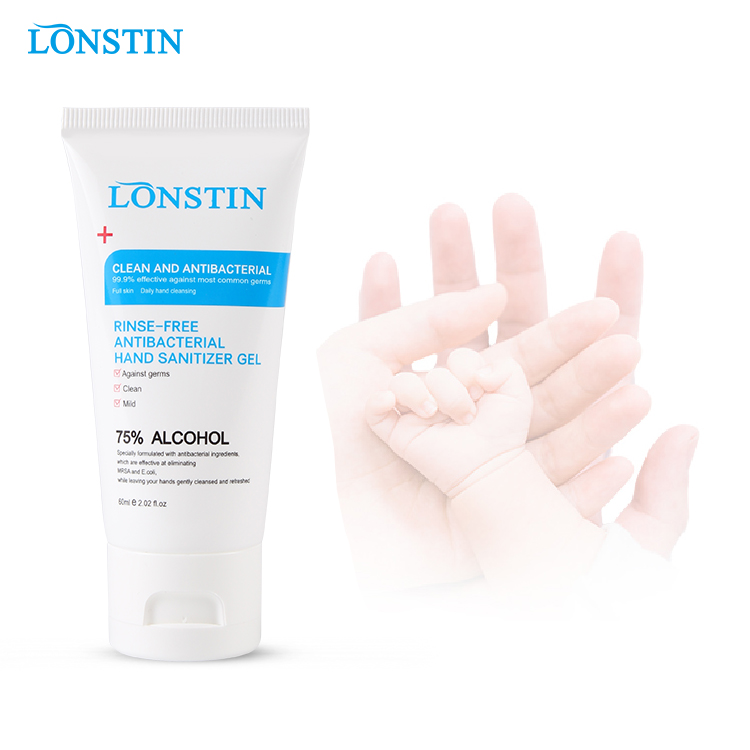 LONSTIN
LONSTIN
CLEAN AND ANTIBACTERIAL
99.9% effective against most common germs
Full skin Daily hand cleansing
RINSE-FREE
ANTIBACTERIAL
HAND SANITIZER GEL
Against germs
Clean
Mild
75% ALCOHOL
Specially formulated with antibacterial ingredients,
which are effective at eliminating
MRSA and E.coli,
while leaving your hands gently cleansed and refreshed
60ml e 2.02 fl.oz